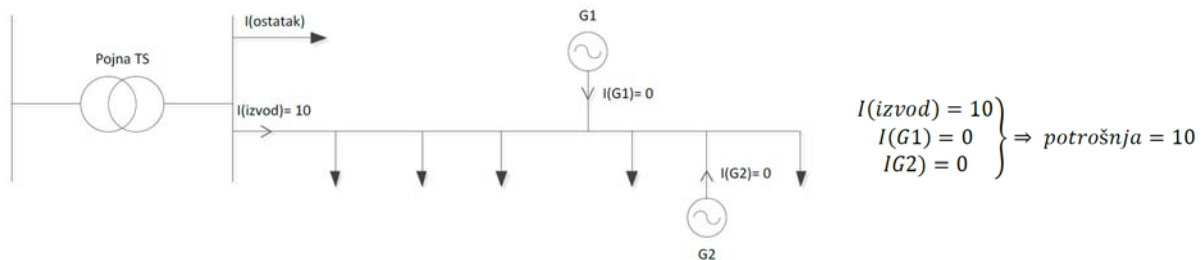 I(ostatak)
G1
Pojna TS
I(izvod)= 10
I(G1)= 0
I(G2)= 0
G2
I(izvod) = 10
I(G1) = 0
IG2) = 0
⇒ potrošnja = 10